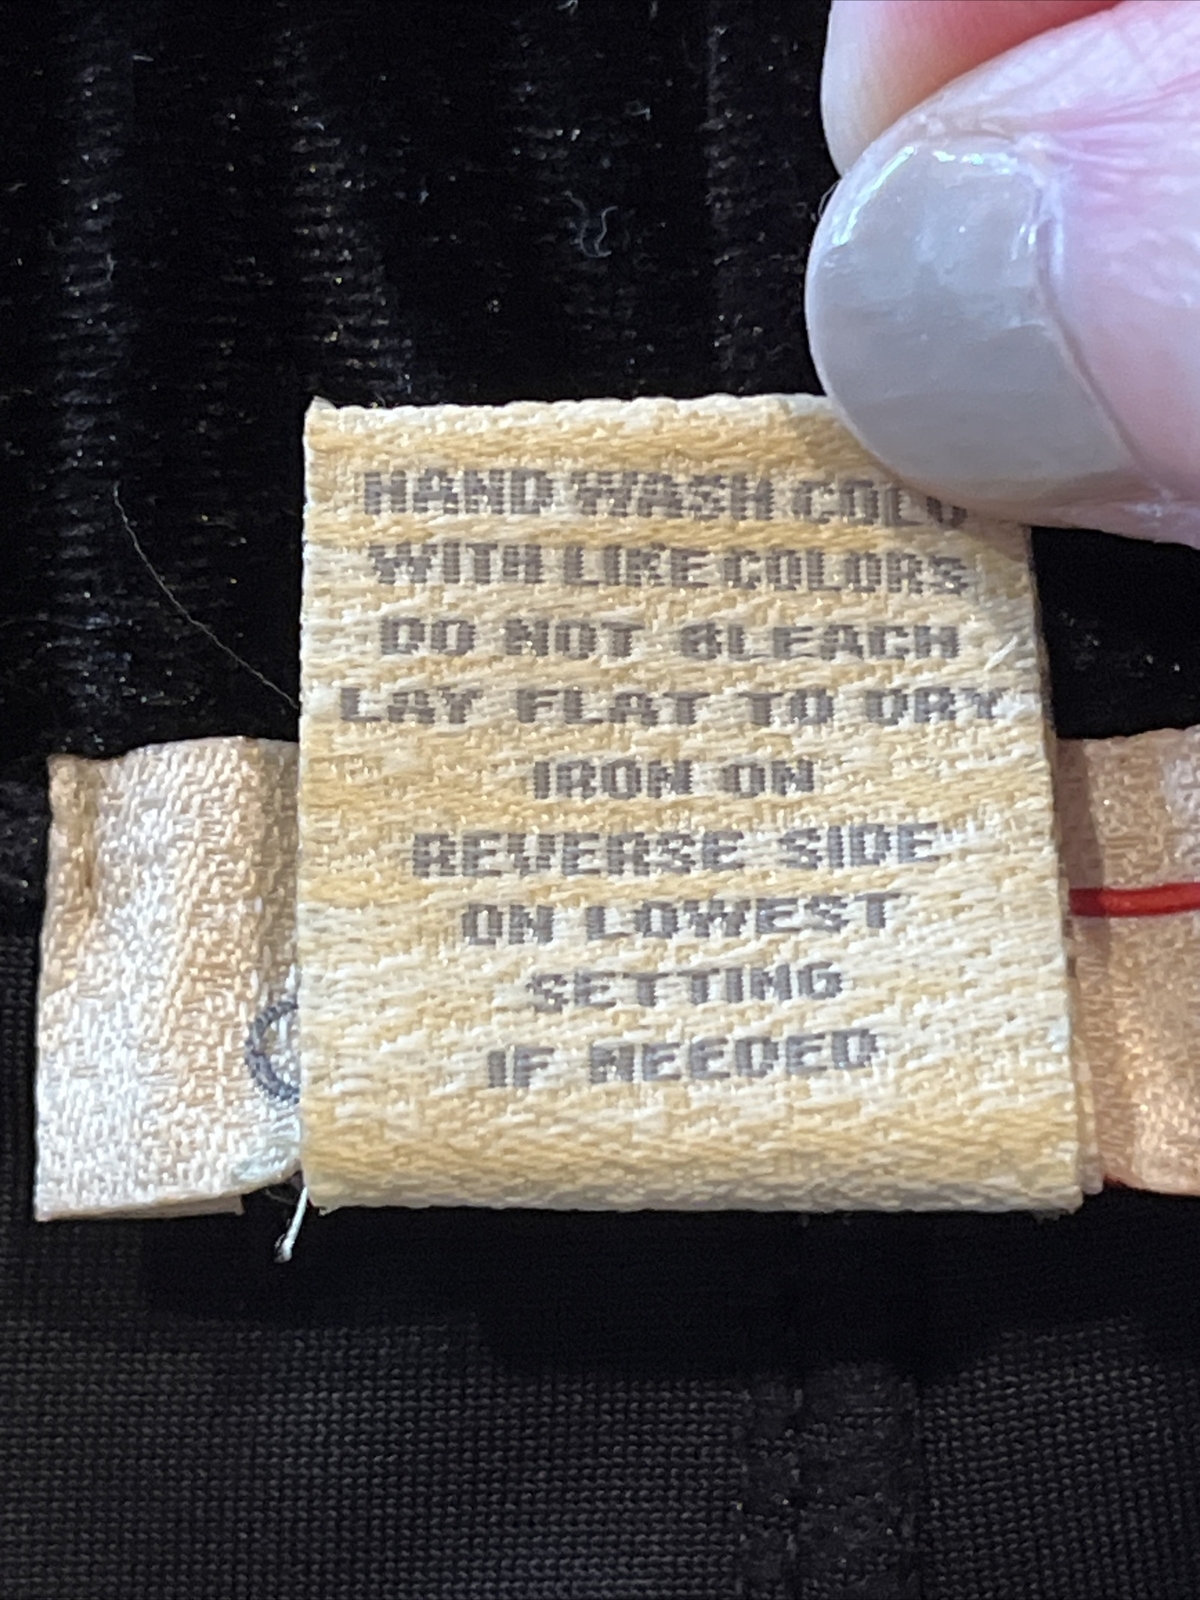 HAND WASH COLD
WITH LIKE COLORS
DO NOT BLEACH
LAY FLAT TO DRY
IRON ON
REVERSE SIDE
ON LOWEST
SETTING
IF NEEDED